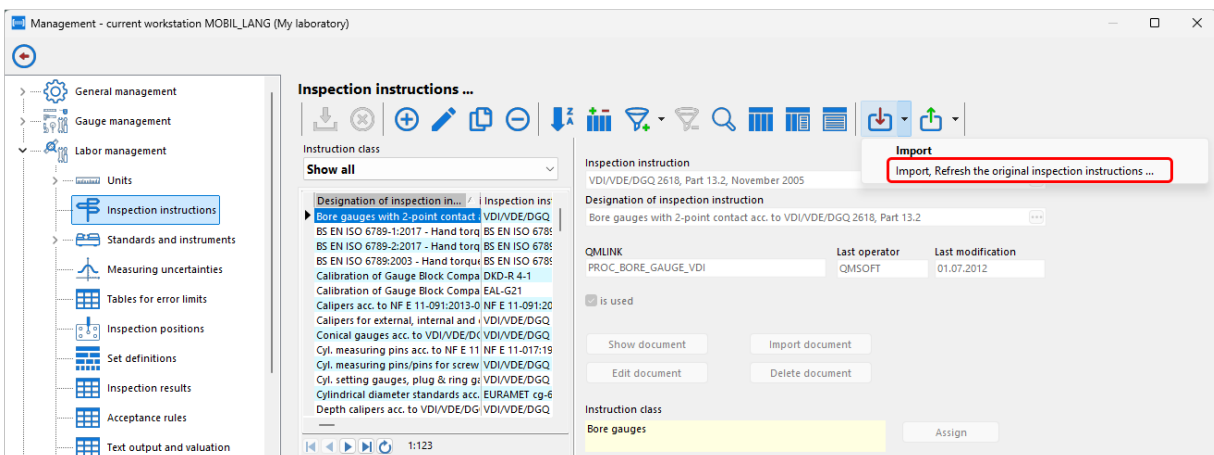 Management - current workstation MOBIL_LANG (My laboratory)
General management
Gauge management
Labor management
Units
Inspection instructions
Standards and instruments
Measuring uncertainties
Tables for error limits
Inspection positions
Set definitions
Inspection results
Acceptance rules
Text output and valuation
Inspection instructions ...
Import
Import, Refresh the original inspection instructions ...
Instruction class
Show all
Designation of inspection in... Inspection ins
Bore gauges with 2-point contact VDI/VDE/DGQ
BS EN ISO 6789-1:2017 - Hand torq BS EN ISO 6789
BS EN ISO 6789-2:2017 - Hand torq BS EN ISO 6789
BS EN ISO 6789:2003 - Hand torque BS EN ISO 6789
Calibration of Gauge Block Compa DKD-R 4-1
Calibration of Gauge Block Compa EAL-G21
Calipers acc. to NF E 11-091:2013-0 NF E 11-091:20
Calipers for external, internal and VDI/VDE/DGQ
Conical gauges acc. to VDI/VDE/DG VDI/VDE/DGQ
Cyl. measuring pins acc. to NF E 11 NF E 11-017:19
Cyl. measuring pins/pins for screw VDI/VDE/DGQ
Cyl. setting gauges, plug & ring ga VDI/VDE/DGQ
Cylindrical diameter standards acc. EURAMET cg-6
Depth calipers acc. to VDI/VDE/DG VDI/VDE/DGQ
1:123
Inspection instruction
VDI/VDE/DGQ 2618, Part 13.2, November 2005
Designation of inspection instruction
Bore gauges with 2-point contact acc. to VDI/VDE/DGQ 2618, Part 13.2
QMLINK Last operator Last modification
PROC_BORE_GAUGE_VDI QMSOFT 01.07.2012
is used
Show document Import document
Edit document Delete document
Instruction class
Bore gauges Assign